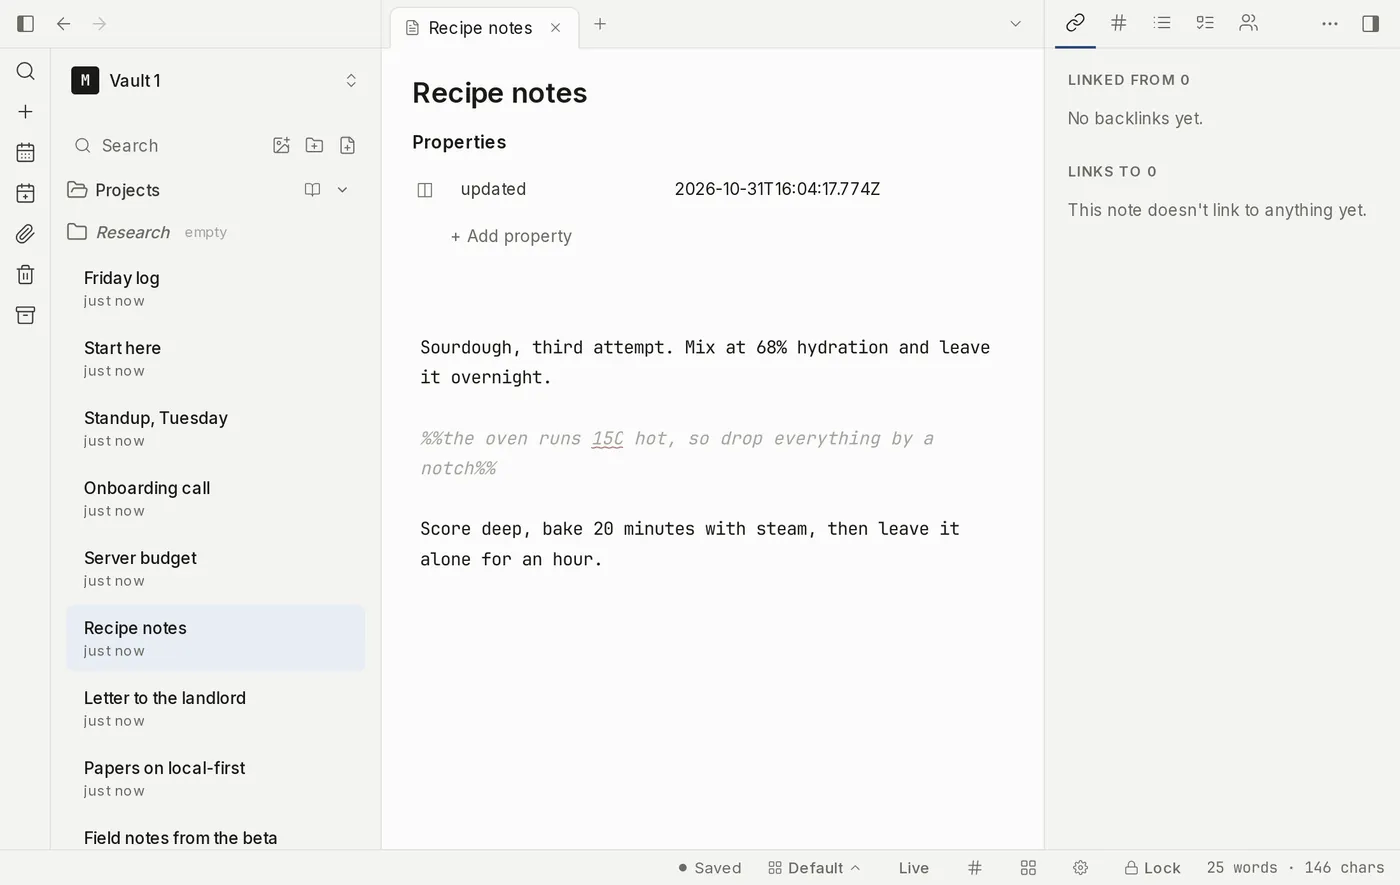 Recipe notes
M Vault 1
Search
Projects
Research empty
Friday log
just now
Start here
just now
Standup, Tuesday
just now
Onboarding call
just now
Server budget
just now
Recipe notes
just now
Letter to the landlord
just now
Papers on local-first
just now
Field notes from the beta
Recipe notes
Properties
updated 2026-10-31T16:04:17.774Z
+ Add property
Sourdough, third attempt. Mix at 68% hydration and leave
it overnight.
%%the oven runs 15C hot, so drop everything by a
notch%%
Score deep, bake 20 minutes with steam, then leave it
alone for an hour.
LINKED FROM 0
No backlinks yet.
LINKS TO 0
This note doesn't link to anything yet.
Saved Default Live Lock 25 words · 146 chars